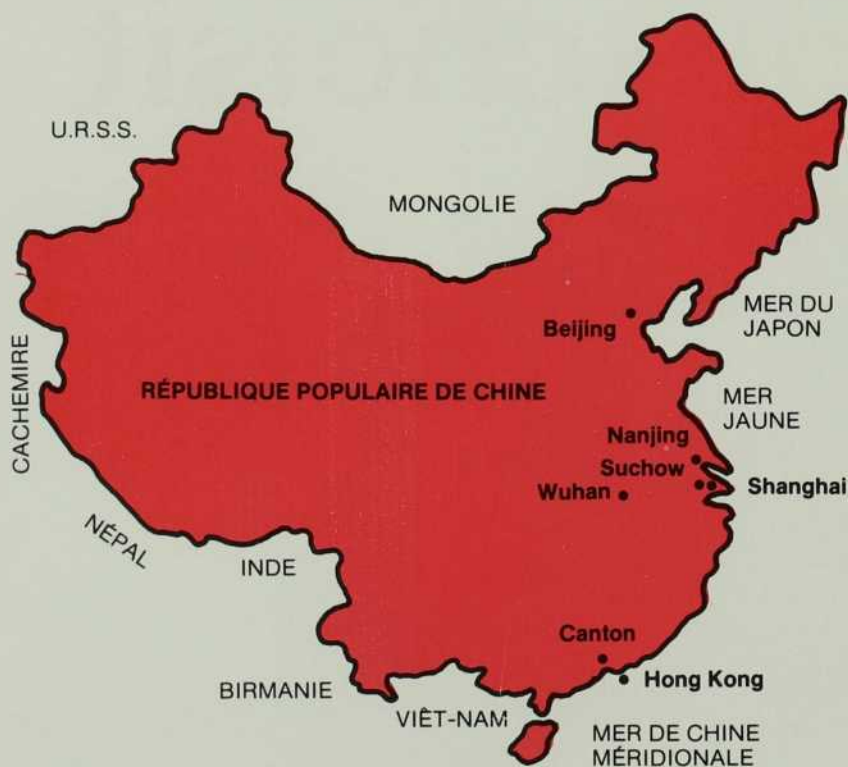 U.R.S.S.
MONGOLIE
CACHEMIRE
Beijing
MER DU
JAPON
RÉPUBLIQUE POPULAIRE DE CHINE
MER
JAUNE
Nanjing
Suchow
Wuhan
Shanghai
NÉPAL
INDE
Canton
BIRMANIE
Hong Kong
VIÊT-NAM
MER DE CHINE
MÉRIDIONALE